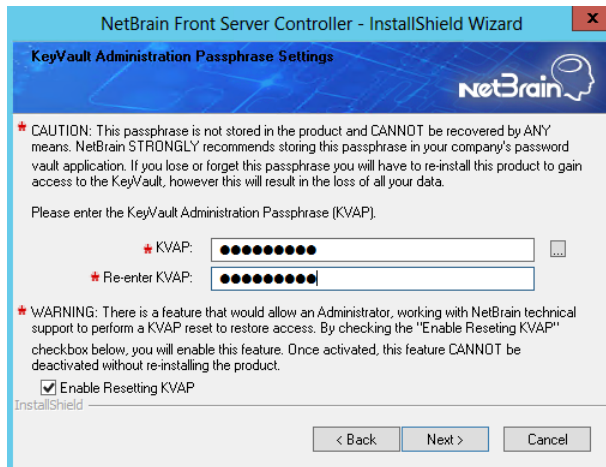 NetBrain Front Server Controller - InstallShield Wizard
x
KeyVault Administration Passphrase Settings
NetBrain
* CAUTION: This passphrase is not stored in the product and CANNOT be recovered by ANY
means. NetBrain STRONGLY recommends storing this passphrase in your company's password
vault application. If you lose or forget this passphrase you will have to re-install this product to gain
access to the KeyVault, however this will result in the loss of all your data.
Please enter the KeyVault Administration Passphrase (KVAP).
* KVAP: ●●●●●●●●● ...
* Re-enter KVAP: ●●●●●●●●●
* WARNING: There is a feature that would allow an Administrator, working with NetBrain technical
support to perform a KVAP reset to restore access. By checking the "Enable Reseting KVAP"
checkbox below, you will enable this feature. Once activated, this feature CANNOT be
deactivated without re-installing the product.
Enable Resetting KVAP
InstallShield
< Back Next > Cancel